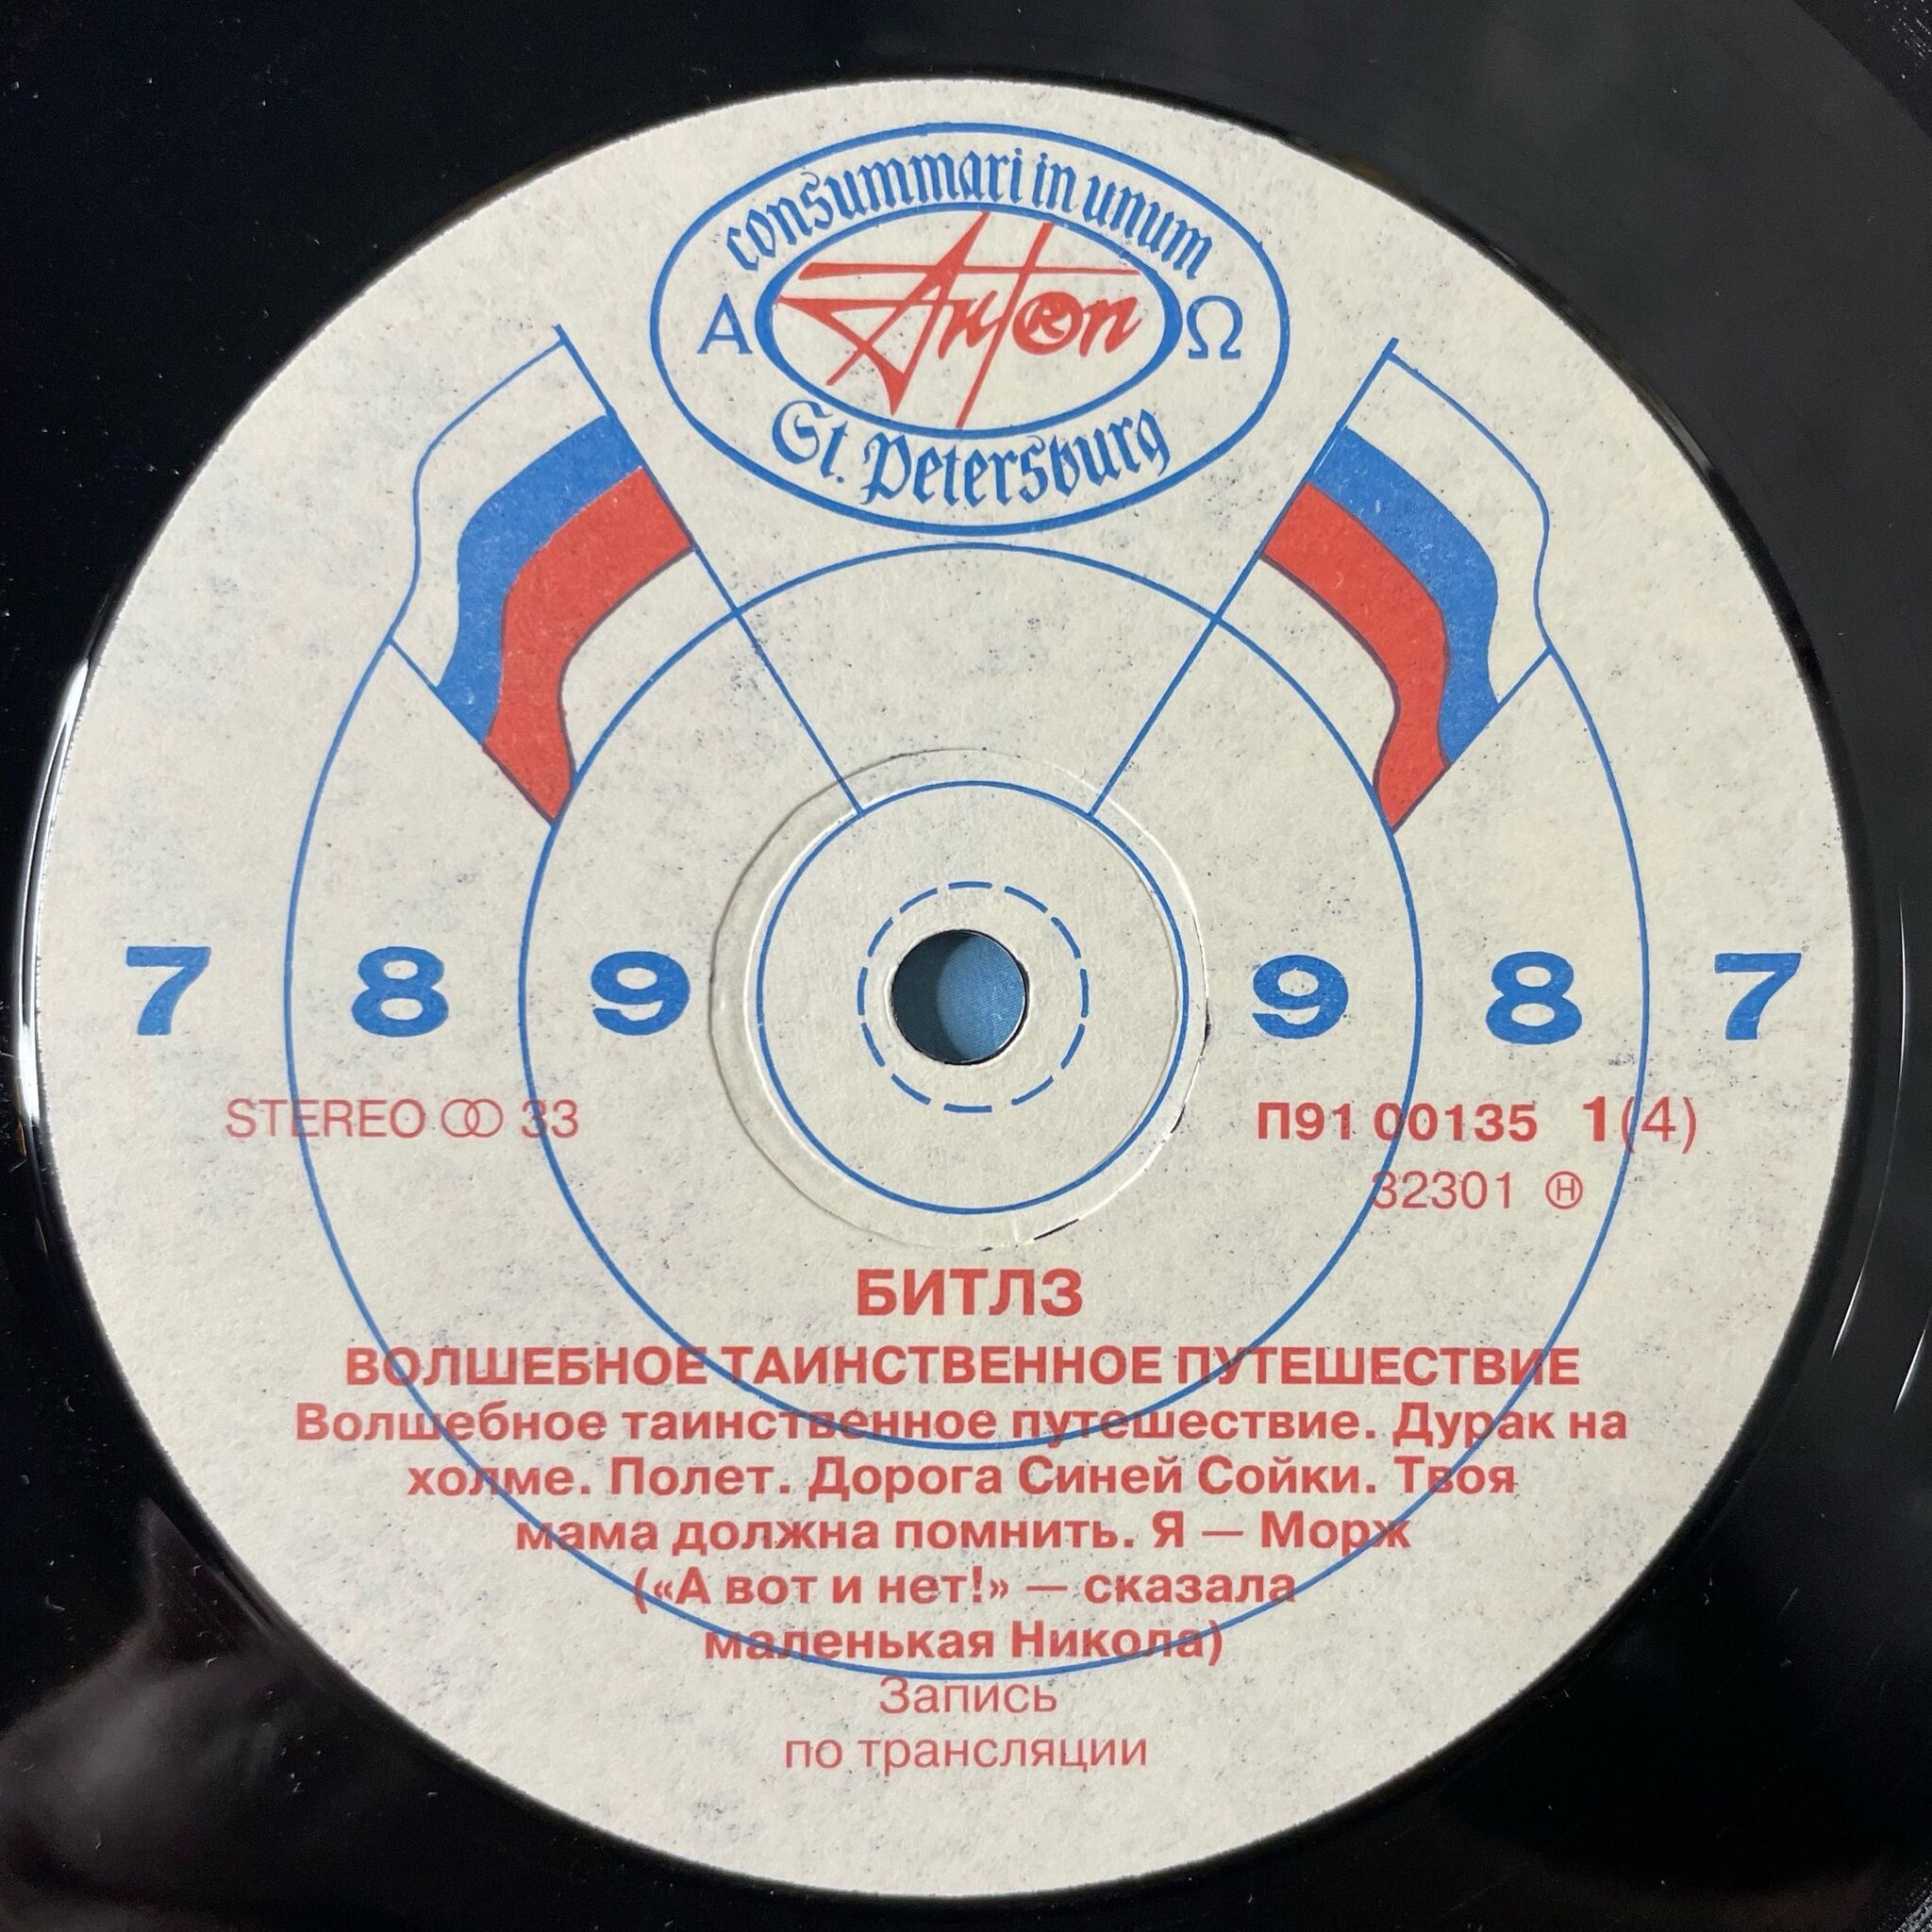 consummari in unum
Α Antrop Ω
St. Petersburg
7 8 9 9 8 7
STEREO 33 П91 00135 1(4)
32301 Ⓗ
БИТЛЗ
ВОЛШЕБНОЕ ТАИНСТВЕННОЕ ПУТЕШЕСТВИЕ
Волшебное таинственное путешествие. Дурак на
холме. Полет. Дорога Синей Сойки. Твоя
мама должна помнить. Я — Морж
(«А вот и нет!» — сказала
маленькая Никола)
Запись
по трансляции